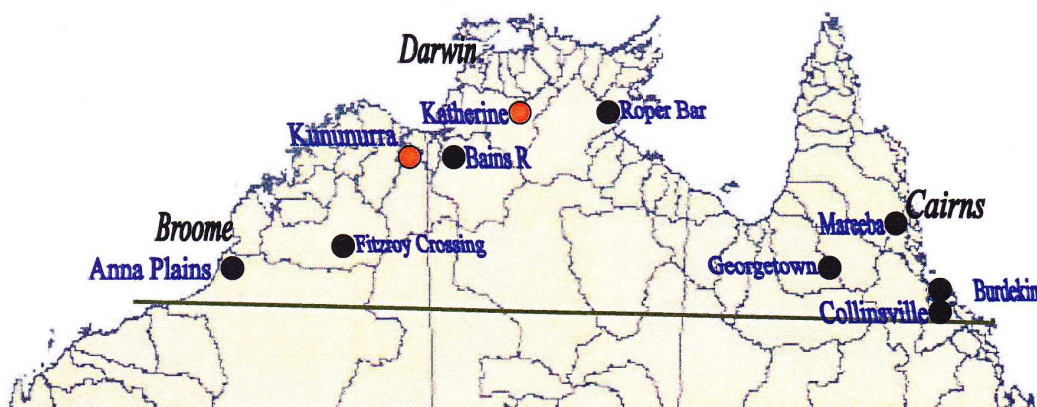 Darwin
Katherine
Roper Bar
Kununurra
Bains R
Cairns
Mareeba
Broome
Fitzroy Crossing
Anna Plains
Georgetown
Burdekin
Collinsville